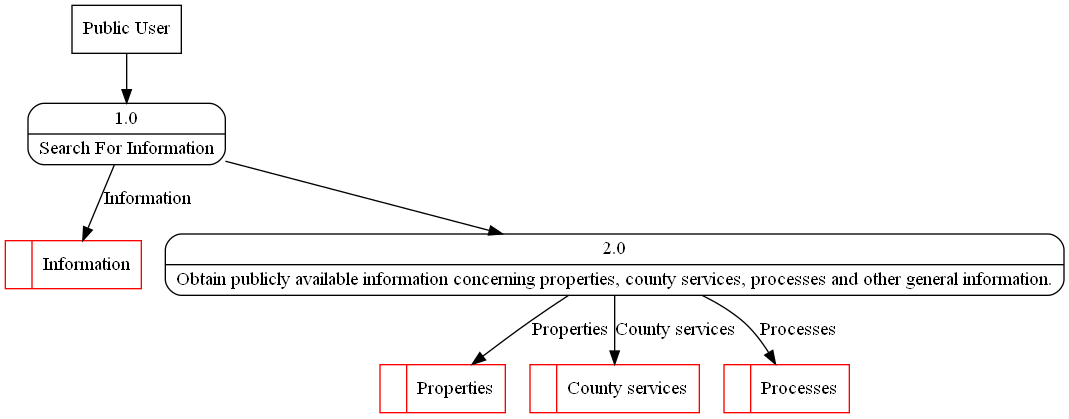 Public User
1.0
Search For Information
Information
Information
2.0
Obtain publicly available information concerning properties, county services, processes and other general information.
Properties
County services
Processes
Properties
County services
Processes